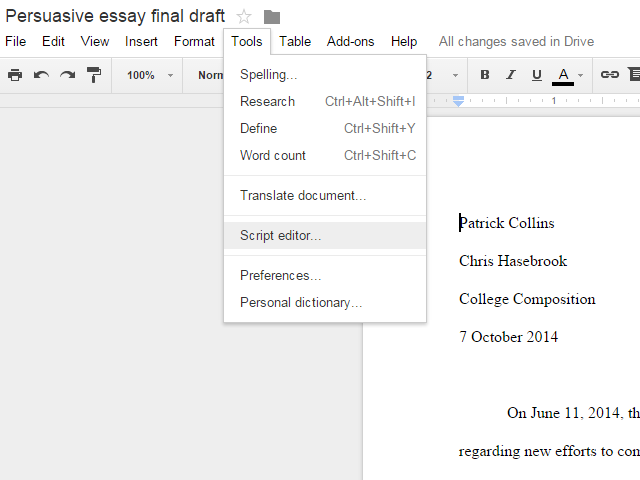 Persuasive essay final draft
File Edit View Insert Format Tools Table Add-ons Help All changes saved in Drive
100% Norn 2 B I U A
1
Spelling...
Research Ctrl+Alt+Shift+I
Define Ctrl+Shift+Y
Word count Ctrl+Shift+C
Translate document...
Script editor...
Preferences...
Personal dictionary...
Patrick Collins
Chris Hasebrook
College Composition
7 October 2014
On June 11, 2014, th
regarding new efforts to con